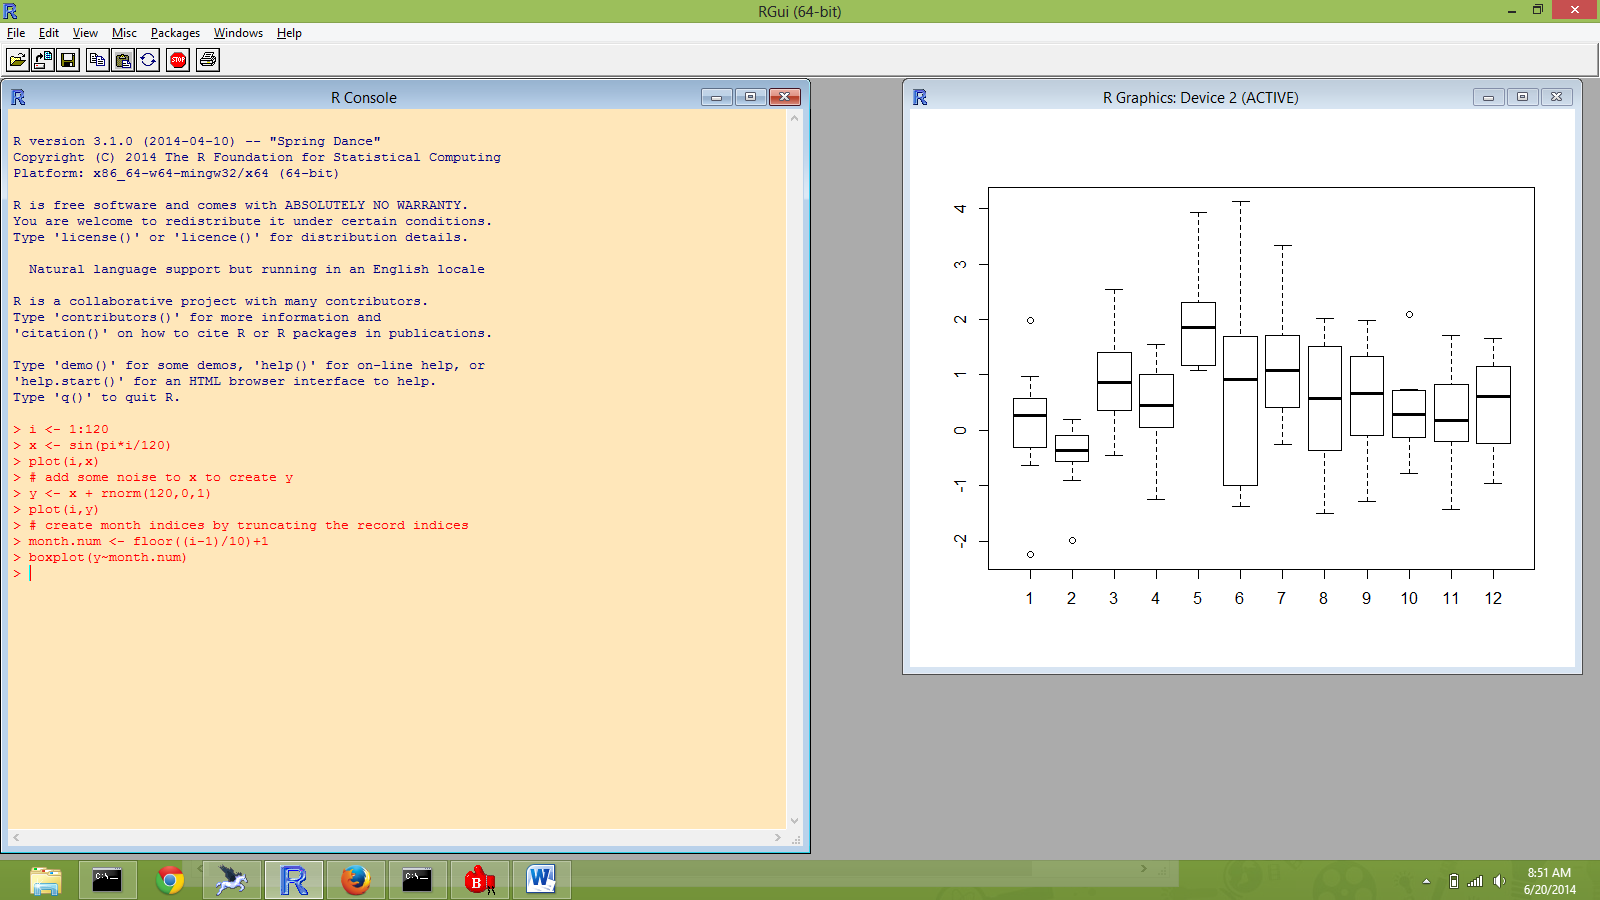 RGui (64-bit)
File Edit View Misc Packages Windows Help
STOP
R Console
R version 3.1.0 (2014-04-10) -- "Spring Dance"
Copyright (C) 2014 The R Foundation for Statistical Computing
Platform: x86_64-w64-mingw32/x64 (64-bit)
R is free software and comes with ABSOLUTELY NO WARRANTY.
You are welcome to redistribute it under certain conditions.
Type 'license()' or 'licence()' for distribution details.
Natural language support but running in an English locale
R is a collaborative project with many contributors.
Type 'contributors()' for more information and
'citation()' on how to cite R or R packages in publications.
Type 'demo()' for some demos, 'help()' for on-line help, or
'help.start()' for an HTML browser interface to help.
Type 'q()' to quit R.
> i <- 1:120
> x <- sin(pi*i/120)
> plot(i,x)
> # add some noise to x to create y
> y <- x + rnorm(120,0,1)
> plot(i,y)
> # create month indices by truncating the record indices
> month.num <- floor((i-1)/10)+1
> boxplot(y~month.num)
>
R Graphics: Device 2 (ACTIVE)
4
3
2
1
0
-1
-2
1 2 3 4 5 6 7 8 9 10 11 12
8:51 AM
6/20/2014